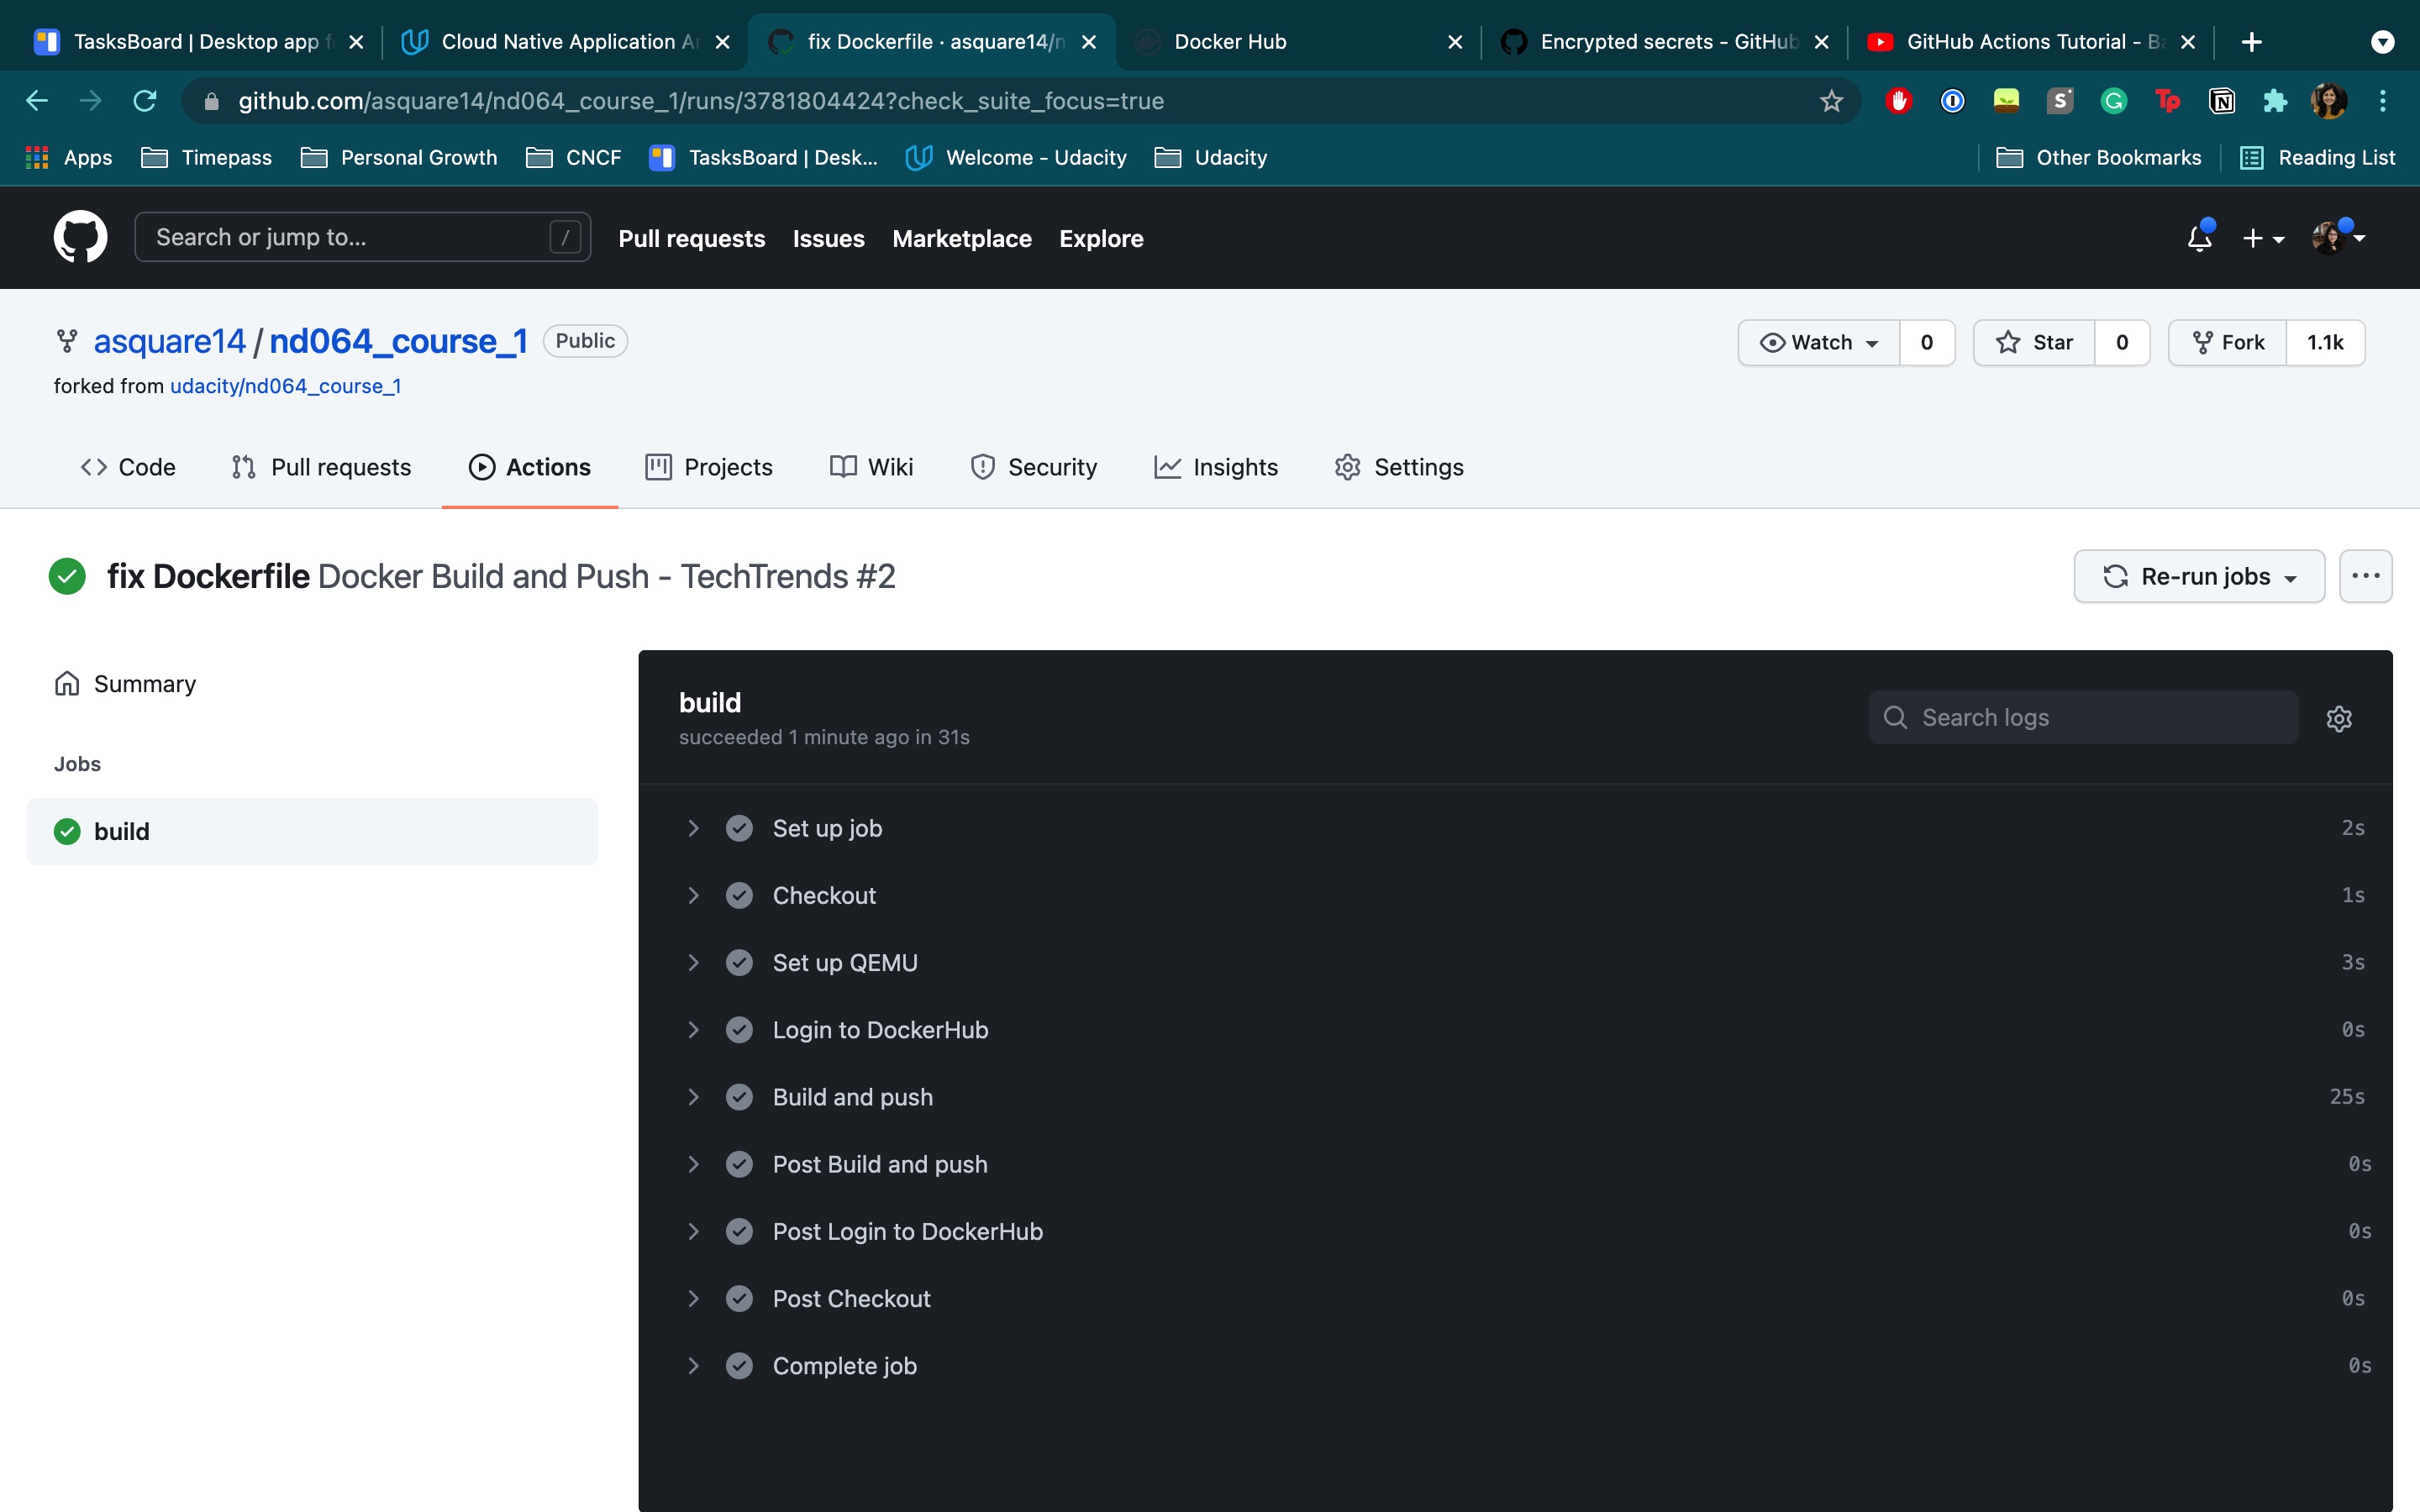 TasksBoard | Desktop app f
Cloud Native Application Ar
fix Dockerfile · asquare14/n
Docker Hub
Encrypted secrets - GitHub
GitHub Actions Tutorial - Ba
github.com/asquare14/nd064_course_1/runs/3781804424?check_suite_focus=true
Apps
Timepass
Personal Growth
CNCF
TasksBoard | Desk...
Welcome - Udacity
Udacity
Other Bookmarks
Reading List
Search or jump to...
/
Pull requests
Issues
Marketplace
Explore
asquare14 / nd064_course_1
Public
forked from udacity/nd064_course_1
Watch
0
Star
0
Fork
1.1k
Code
Pull requests
Actions
Projects
Wiki
Security
Insights
Settings
fix Dockerfile Docker Build and Push - TechTrends #2
Re-run jobs
Summary
Jobs
build
build
succeeded 1 minute ago in 31s
Search logs
Set up job
2s
Checkout
1s
Set up QEMU
3s
Login to DockerHub
0s
Build and push
25s
Post Build and push
0s
Post Login to DockerHub
0s
Post Checkout
0s
Complete job
0s